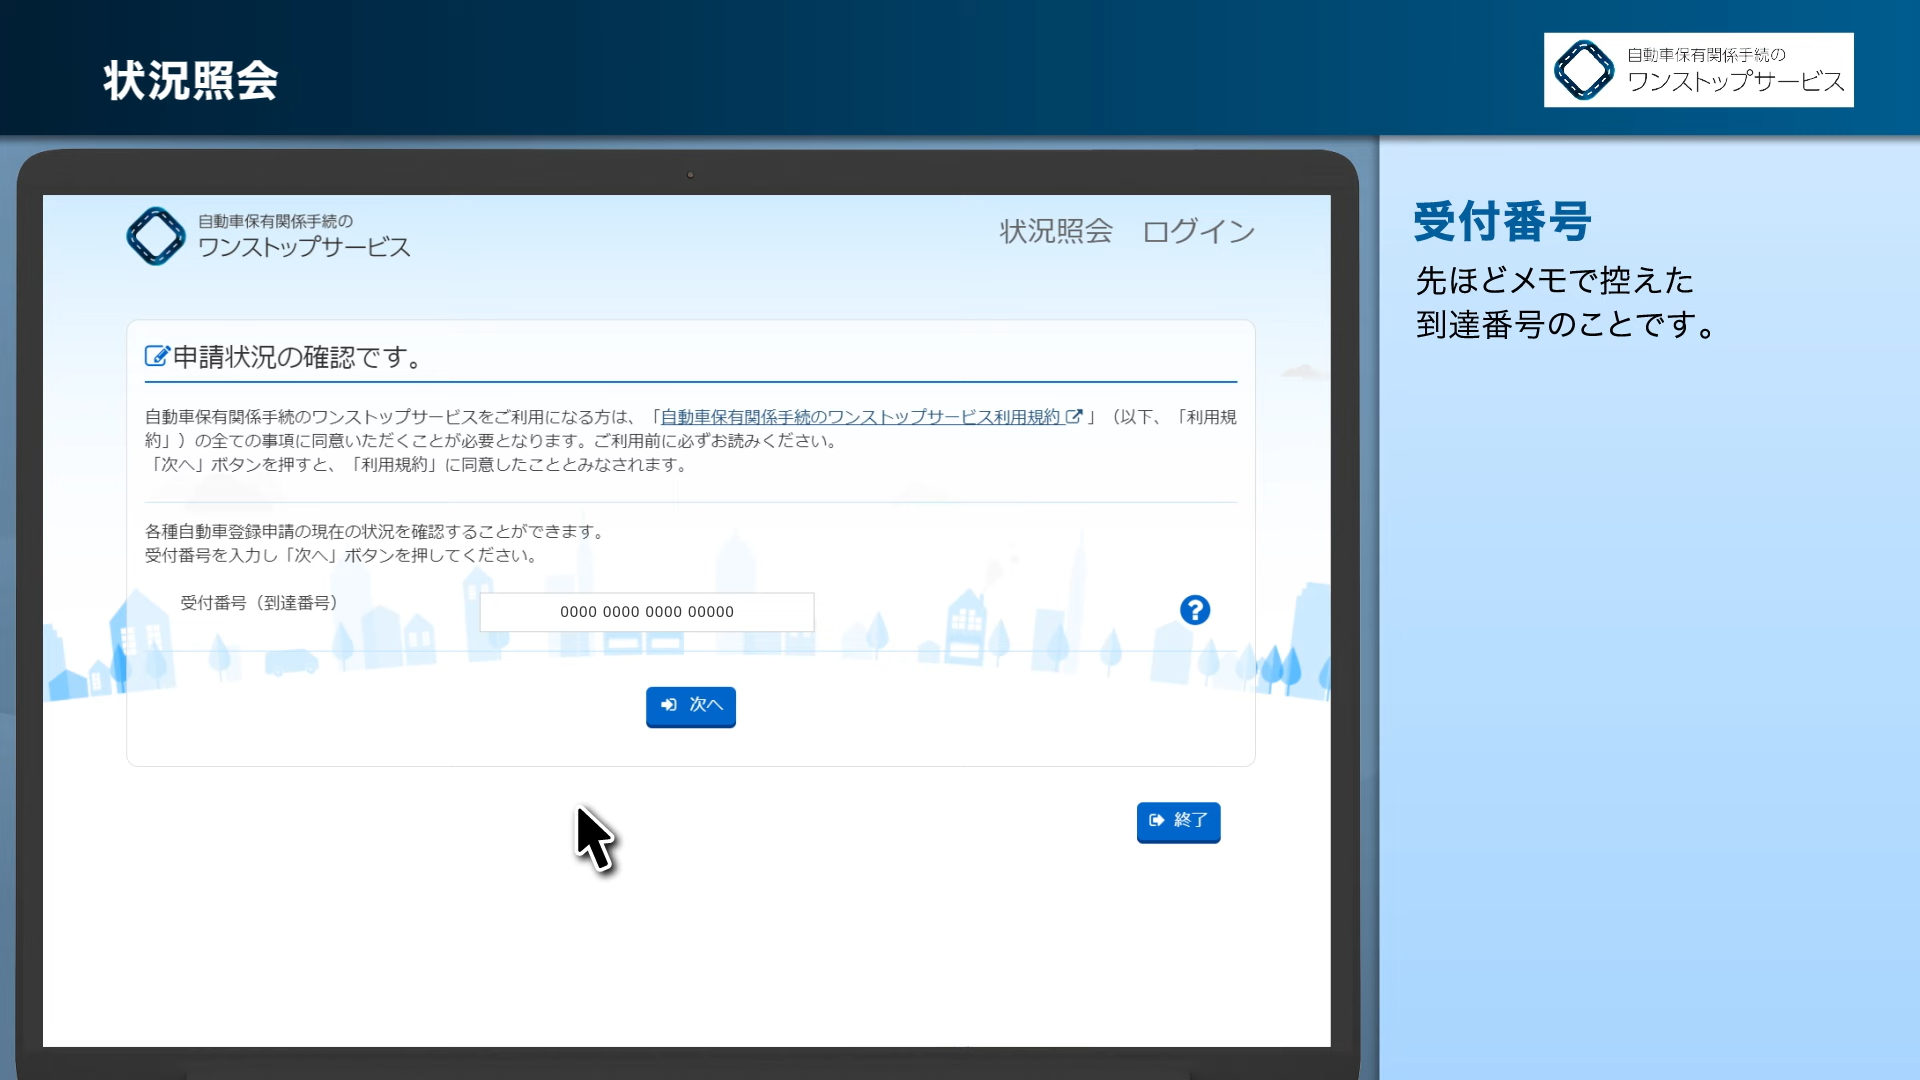 状況照会
自動車保有関係手続の
ワンストップサービス
自動車保有関係手続の
ワンストップサービス
状況照会 ログイン
申請状況の確認です。
自動車保有関係手続のワンストップサービスをご利用になる方は、「自動車保有関係手続のワンストップサービス利用規約」（以下、「利用規
約」）の全ての事項に同意いただくことが必要となります。ご利用前に必ずお読みください。
「次へ」ボタンを押すと、「利用規約」に同意したこととみなされます。
各種自動車登録申請の現在の状況を確認することができます。
受付番号を入力し「次へ」ボタンを押してください。
受付番号（到達番号）
0000 0000 0000 00000
?
次へ
終了
受付番号
先ほどメモで控えた
到達番号のことです。